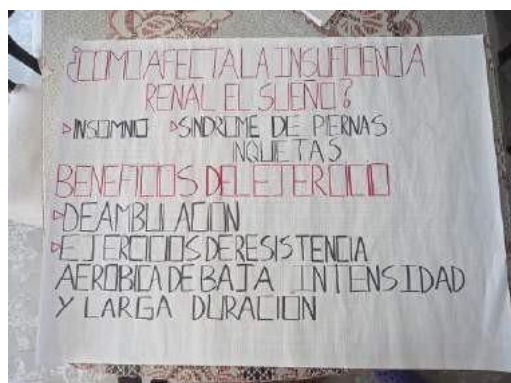 ¿COMO AFECTA LA INSUFICIENCIA
RENAL EL SUEÑO?
INSOMNIO SINDROME DE PIERNAS
INQUIETAS
BENEFICIOS DEL EJERCICIO
DEAMBULACION
EJERCICIOS DE RESISTENCIA
AEROBICA DE BAJA INTENSIDAD
Y LARGA DURACION